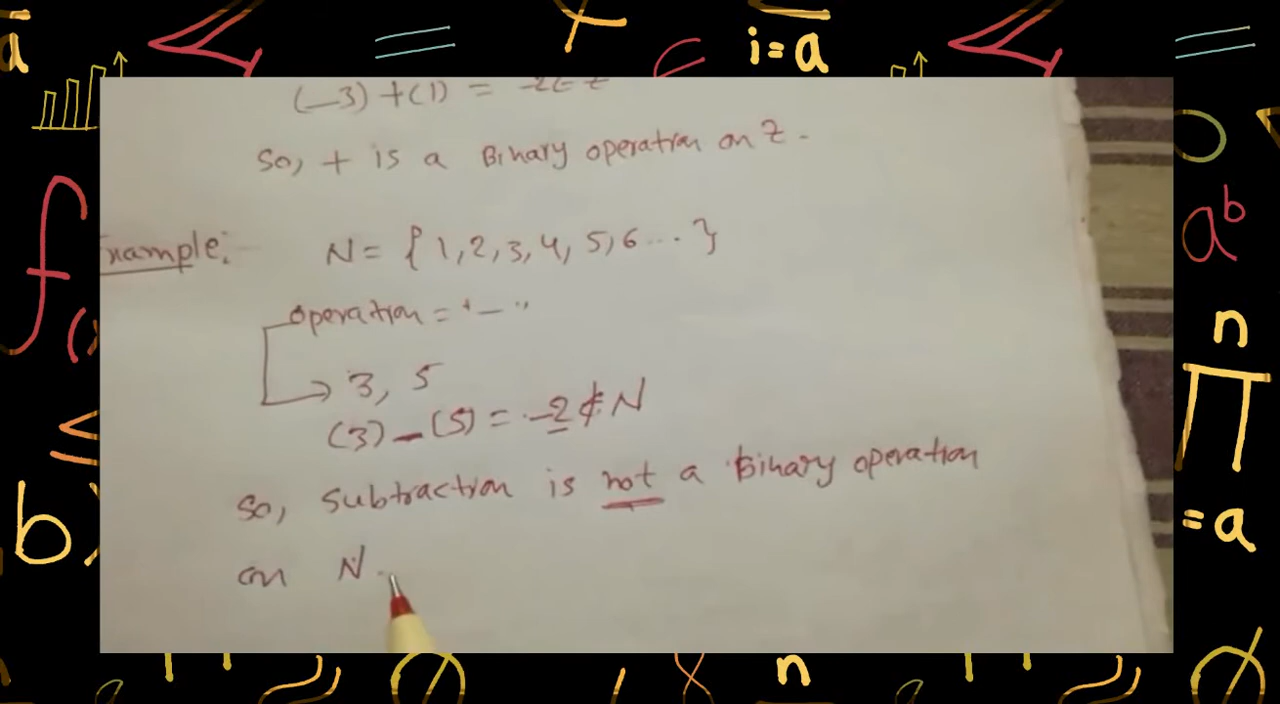 (-3) + (1) = -2 ∈ Z
So, + is a Binary operation on Z.
Example:- N = { 1, 2, 3, 4, 5, 6 ... }
operation = "-"
3, 5
(3) - (5) = -2 ∉ N
So, Subtraction is not a Binary operation
on N.